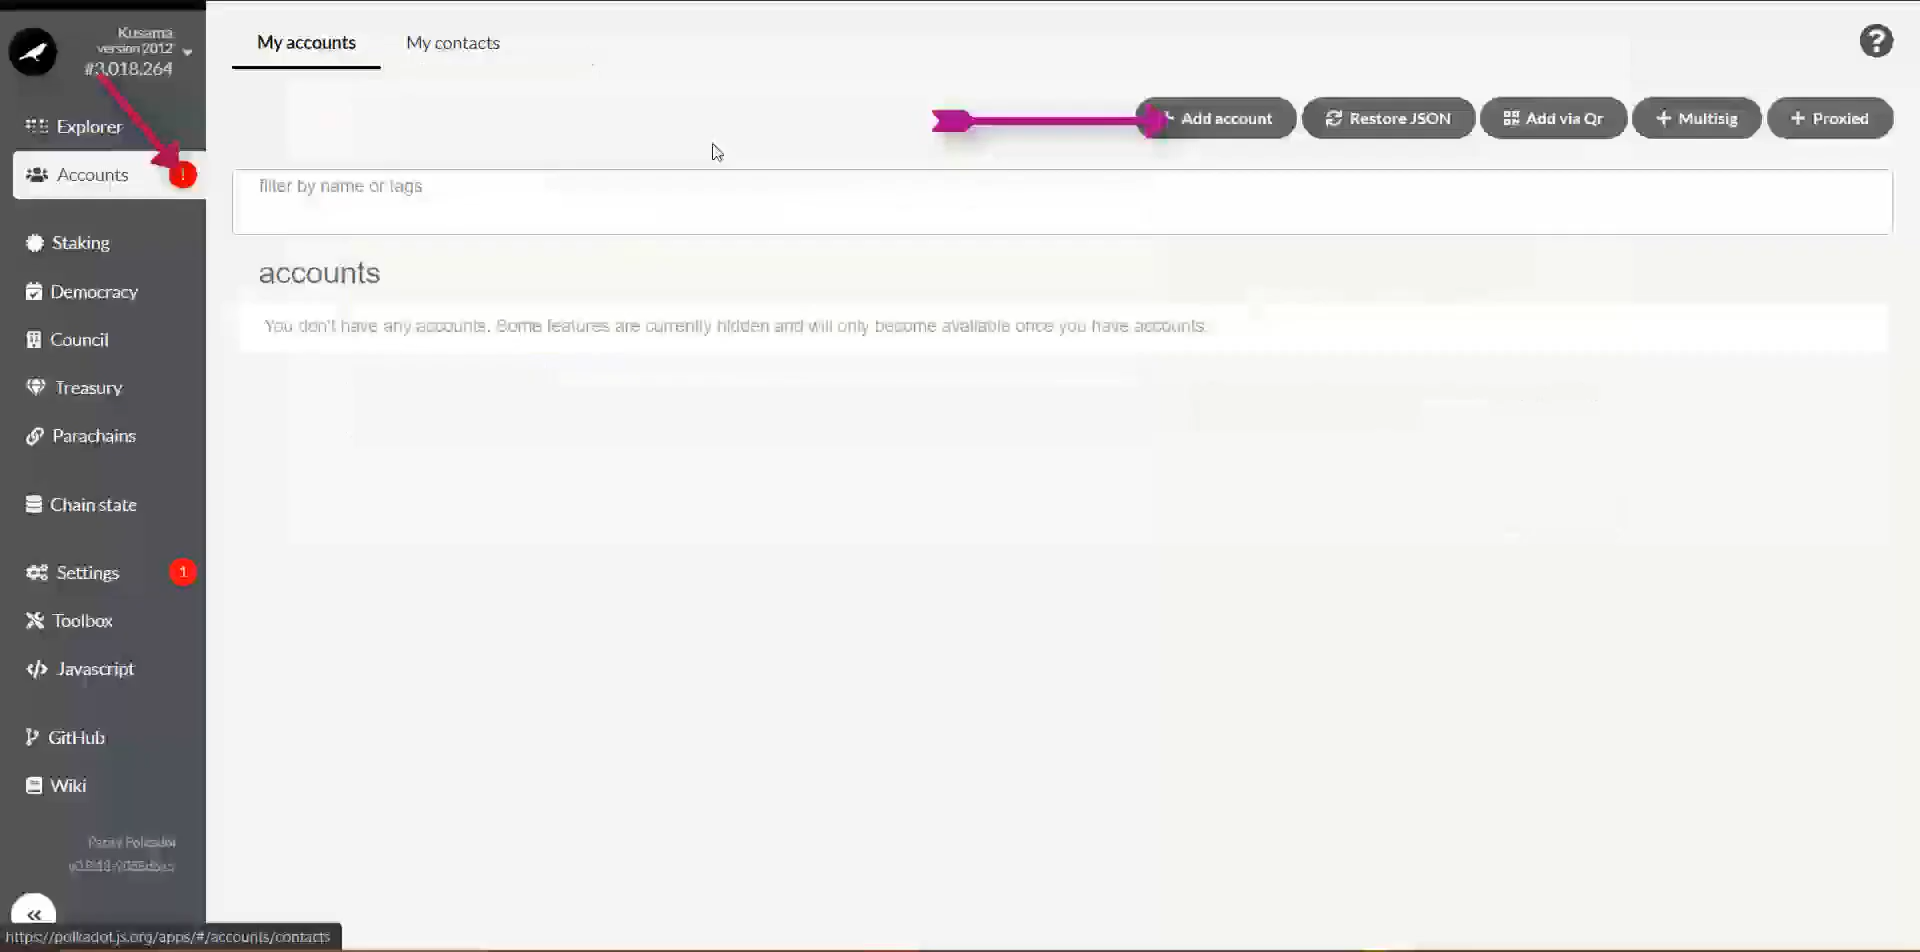 Kusama
version 2012
#3,018,264
Explorer
Accounts
!
Staking
Democracy
Council
Treasury
Parachains
Chain state
Settings
1
Toolbox
Javascript
GitHub
Wiki
Parity Polkadot
https://polkadot.js.org/apps/#/accounts/contacts
My accounts
My contacts
?
Add account
Restore JSON
Add via Qr
+ Multisig
+ Proxied
filter by name or tags
accounts
You don't have any accounts. Some features are currently hidden and will only become available once you have accounts.